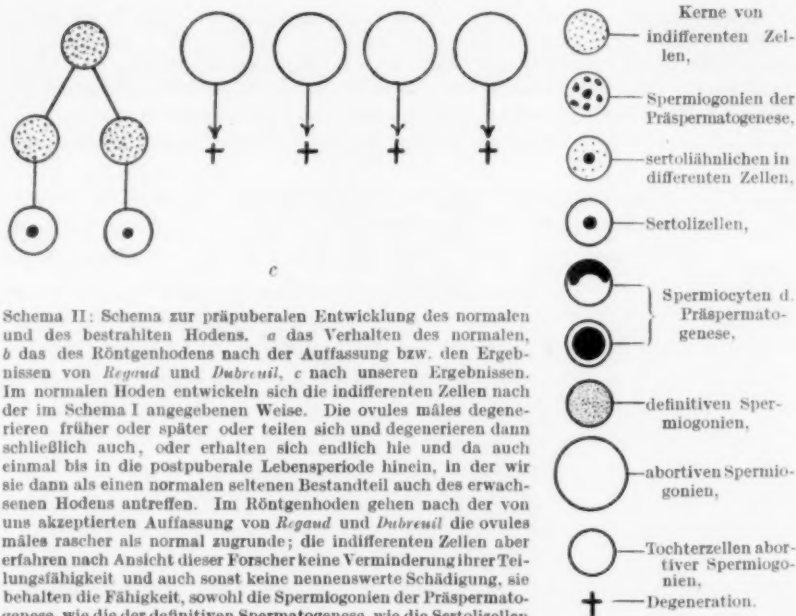 c
Schema II: Schema zur präpuberalen Entwicklung des normalen
und des bestrahlten Hodens. a das Verhalten des normalen,
b das des Röntgenhodens nach der Auffassung bzw. den Ergeb-
nissen von Regaud und Dubreuil, c nach unseren Ergebnissen.
Im normalen Hoden entwickeln sich die indifferenten Zellen nach
der im Schema I angegebenen Weise. Die ovules mâles degene-
rieren früher oder später oder teilen sich und degenerieren dann
schließlich auch, oder erhalten sich endlich hie und da auch
einmal bis in die postpuberale Lebensperiode hinein, in der wir
sie dann als einen normalen seltenen Bestandteil auch des erwach-
senen Hodens antreffen. Im Röntgenhoden gehen nach der von
uns akzeptierten Auffassung von Regaud und Dubreuil die ovules
mâles rascher als normal zugrunde; die indifferenten Zellen aber
erfahren nach Ansicht dieser Forscher keine Verminderung ihrer Tei-
lungsfähigkeit und auch sonst keine nennenswerte Schädigung, sie
behalten die Fähigkeit, sowohl die Spermiogonien der Präspermato-
genese, wie die der definitiven Spermatogenese, wie die Sertolizellen
Kerne von
indifferenten Zel-
len,
Spermiogonien der
Präspermatogenese,
sertoliähnlichen in
differenten Zellen,
Sertolizellen,
Spermiocyten d.
Präspermato-
genese,
definitiven Sper-
miogonien,
abortiven Spermio-
gonien,
Tochterzellen abor-
tiver Spermiogo-
nien,
Degeneration.